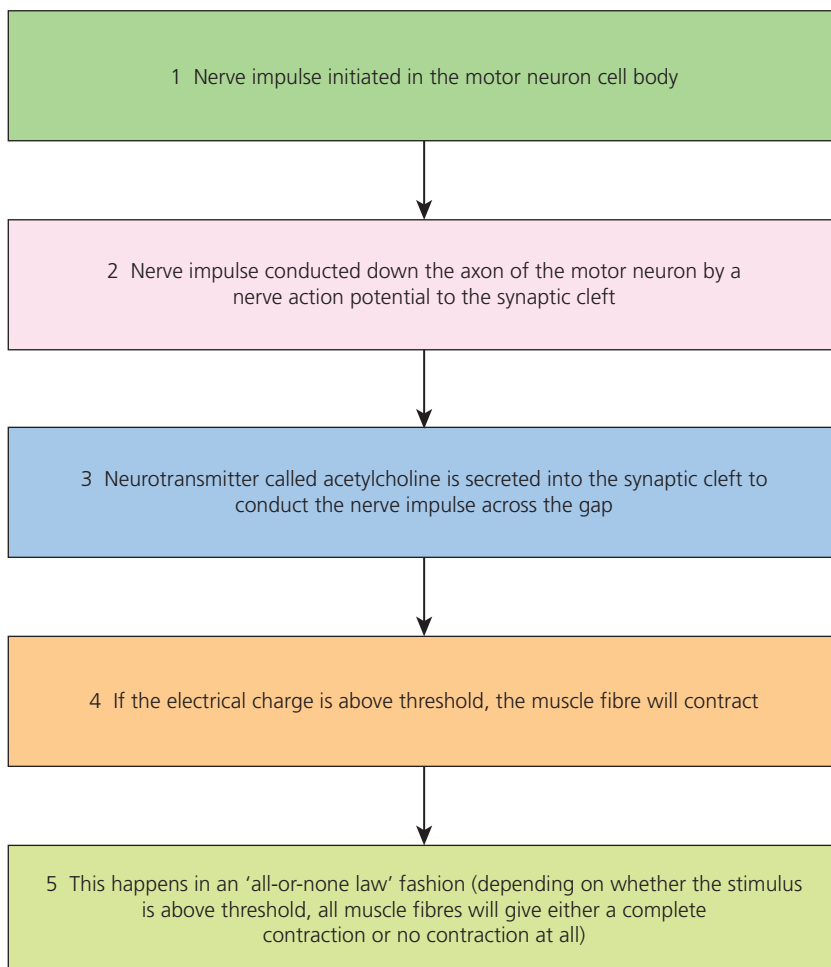 1 Nerve impulse initiated in the motor neuron cell body
2 Nerve impulse conducted down the axon of the motor neuron by a
nerve action potential to the synaptic cleft
3 Neurotransmitter called acetylcholine is secreted into the synaptic cleft to
conduct the nerve impulse across the gap
4 If the electrical charge is above threshold, the muscle fibre will contract
5 This happens in an ‘all-or-none law’ fashion (depending on whether the stimulus
is above threshold, all muscle fibres will give either a complete
contraction or no contraction at all)